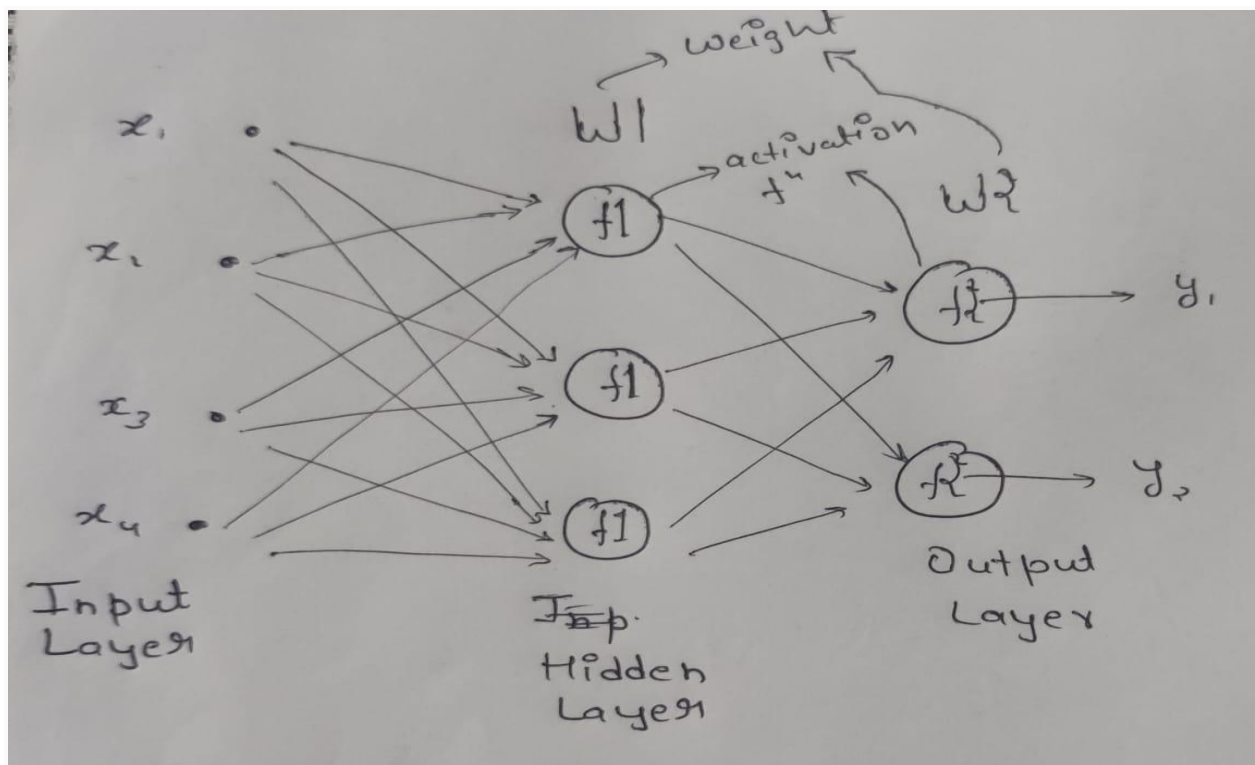 weight
W1
x₁
activation
fⁿ
W2
f1
x₂
f2
y₁
f1
x₃
f2
y₂
x₄
f1
Input
Layer
Output
Layer
Hidden
Layer